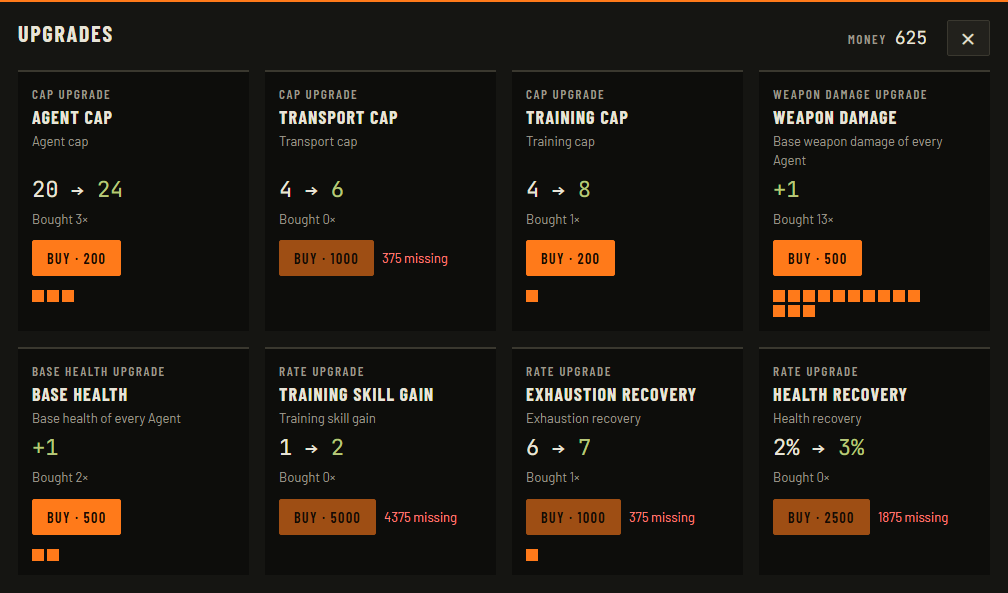 UPGRADES
MONEY 625 ✕
CAP UPGRADE
AGENT CAP
Agent cap
20 → 24
Bought 3×
BUY · 200
CAP UPGRADE
TRANSPORT CAP
Transport cap
4 → 6
Bought 0×
BUY · 1000 375 missing
CAP UPGRADE
TRAINING CAP
Training cap
4 → 8
Bought 1×
BUY · 200
WEAPON DAMAGE UPGRADE
WEAPON DAMAGE
Base weapon damage of every
Agent
+1
Bought 13×
BUY · 500
BASE HEALTH UPGRADE
BASE HEALTH
Base health of every Agent
+1
Bought 2×
BUY · 500
RATE UPGRADE
TRAINING SKILL GAIN
Training skill gain
1 → 2
Bought 0×
BUY · 5000 4375 missing
RATE UPGRADE
EXHAUSTION RECOVERY
Exhaustion recovery
6 → 7
Bought 1×
BUY · 1000 375 missing
RATE UPGRADE
HEALTH RECOVERY
Health recovery
2% → 3%
Bought 0×
BUY · 2500 1875 missing